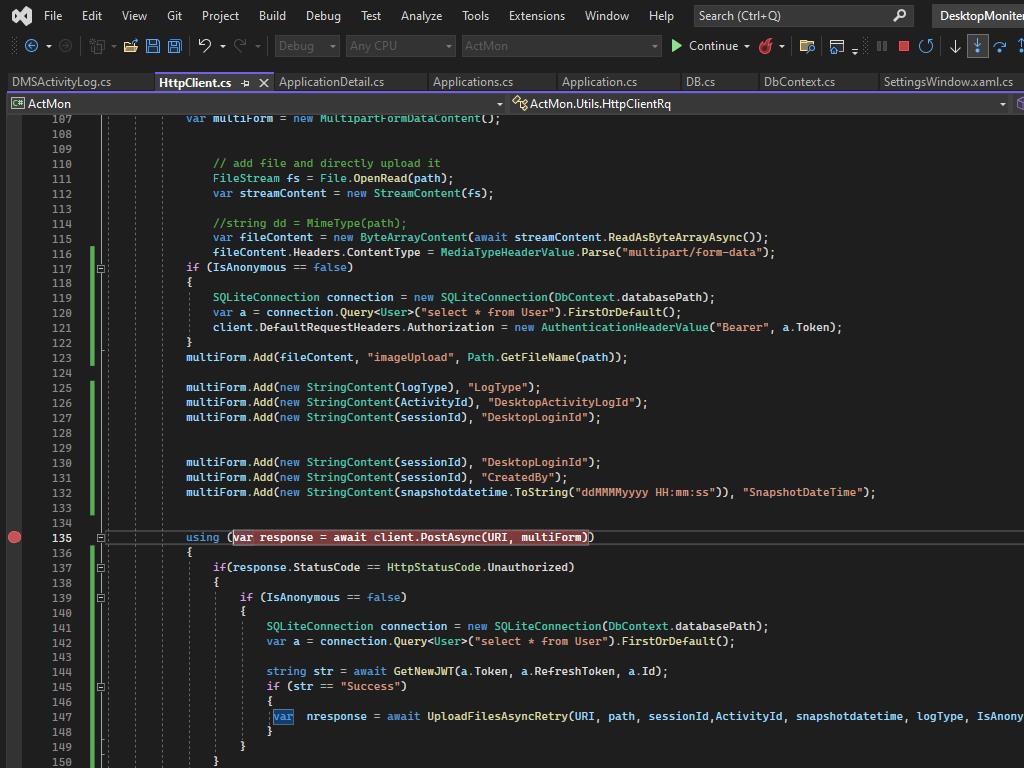 File Edit View Git Project Build Debug Test Analyze Tools Extensions Window Help Search (Ctrl+Q) DesktopMoniter
Debug Any CPU ActMon Continue
DMSActivityLog.cs HttpClient.cs ApplicationDetail.cs Applications.cs Application.cs DB.cs DbContext.cs SettingsWindow.xaml.cs
C# ActMon ActMon.Utils.HttpClientRq
107 var multiForm = new MultipartFormDataContent();
108
109
110 // add file and directly upload it
111 FileStream fs = File.OpenRead(path);
112 var streamContent = new StreamContent(fs);
113
114 //string dd = MimeType(path);
115 var fileContent = new ByteArrayContent(await streamContent.ReadAsByteArrayAsync());
116 fileContent.Headers.ContentType = MediaTypeHeaderValue.Parse("multipart/form-data");
117 if (IsAnonymous == false)
118 {
119 SQLiteConnection connection = new SQLiteConnection(DbContext.databasePath);
120 var a = connection.Query<User>("select * from User").FirstOrDefault();
121 client.DefaultRequestHeaders.Authorization = new AuthenticationHeaderValue("Bearer", a.Token);
122 }
123 multiForm.Add(fileContent, "imageUpload", Path.GetFileName(path));
124
125 multiForm.Add(new StringContent(logType), "LogType");
126 multiForm.Add(new StringContent(ActivityId), "DesktopActivityLogId");
127 multiForm.Add(new StringContent(sessionId), "DesktopLoginId");
128
129
130 multiForm.Add(new StringContent(sessionId), "DesktopLoginId");
131 multiForm.Add(new StringContent(sessionId), "CreatedBy");
132 multiForm.Add(new StringContent(snapshotdatetime.ToString("ddMMMMyyyy HH:mm:ss")), "SnapshotDateTime");
133
134
135 using (var response = await client.PostAsync(URI, multiForm))
136 {
137 if(response.StatusCode == HttpStatusCode.Unauthorized)
138 {
139 if (IsAnonymous == false)
140 {
141 SQLiteConnection connection = new SQLiteConnection(DbContext.databasePath);
142 var a = connection.Query<User>("select * from User").FirstOrDefault();
143
144 string str = await GetNewJWT(a.Token, a.RefreshToken, a.Id);
145 if (str == "Success")
146 {
147 var nresponse = await UploadFilesAsyncRetry(URI, path, sessionId,ActivityId, snapshotdatetime, logType, IsAnony
148 }
149 }
150 }